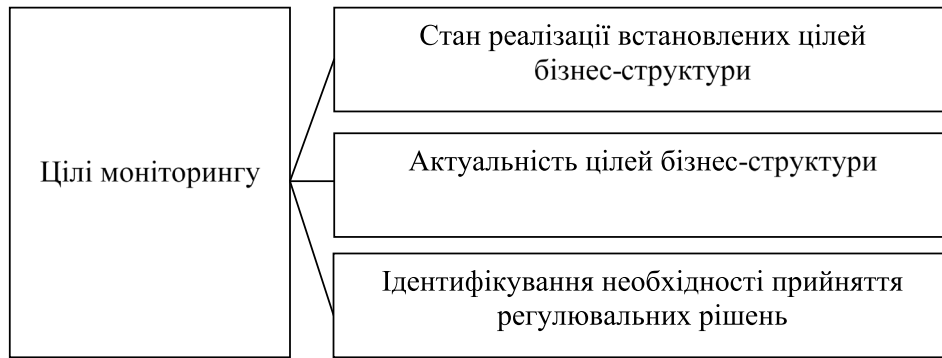 Цілі моніторингу
Стан реалізації встановлених цілей
бізнес-структури
Актуальність цілей бізнес-структури
Ідентифікування необхідності прийняття
регулювальних рішень